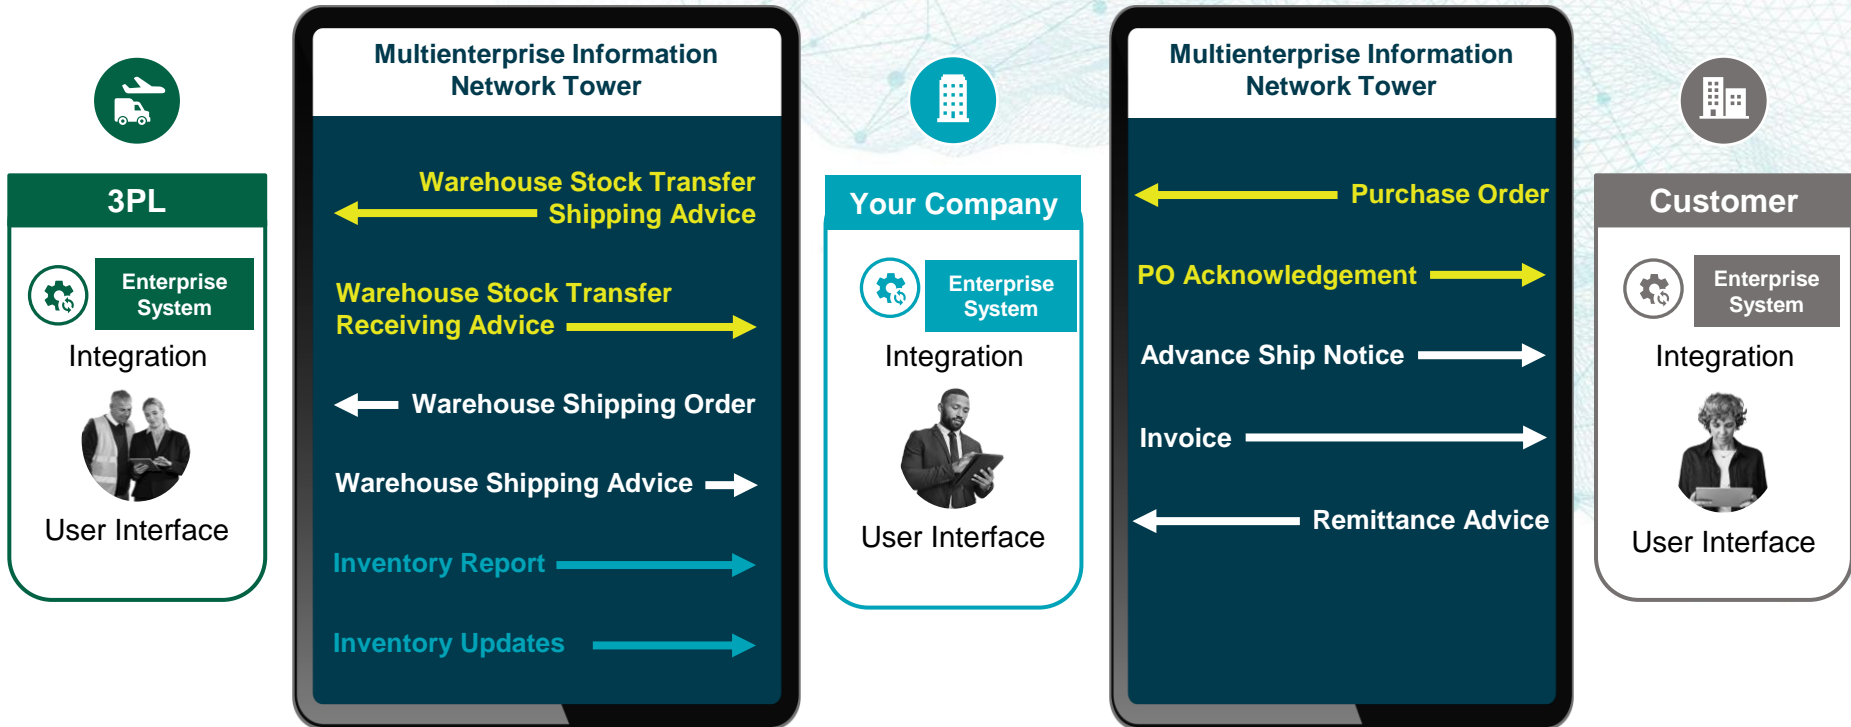 3PL
Enterprise
System
Integration
User Interface
Multienterprise Information
Network Tower
Warehouse Stock Transfer
Shipping Advice
Warehouse Stock Transfer
Receiving Advice
Warehouse Shipping Order
Warehouse Shipping Advice
Inventory Report
Inventory Updates
Your Company
Enterprise
System
Integration
User Interface
Multienterprise Information
Network Tower
Purchase Order
PO Acknowledgement
Advance Ship Notice
Invoice
Remittance Advice
Customer
Enterprise
System
Integration
User Interface